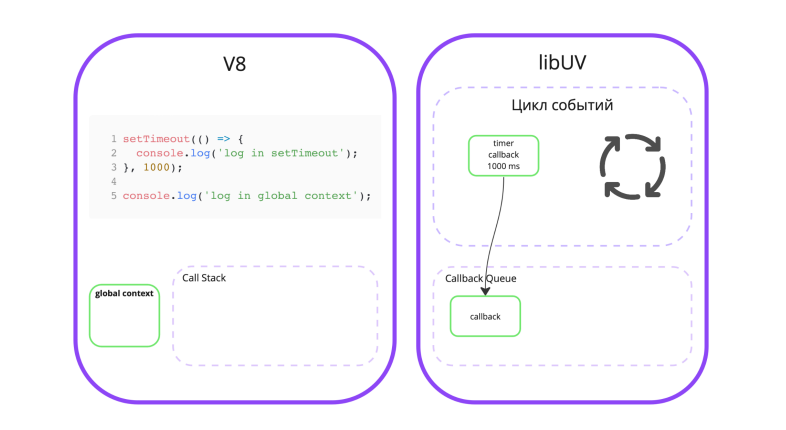 V8
1 setTimeout(() => {
2   console.log('log in setTimeout');
3 }, 1000);
4
5 console.log('log in global context');
Call Stack
global context
libUV
Цикл событий
timer
callback
1000 ms
Callback Queue
callback